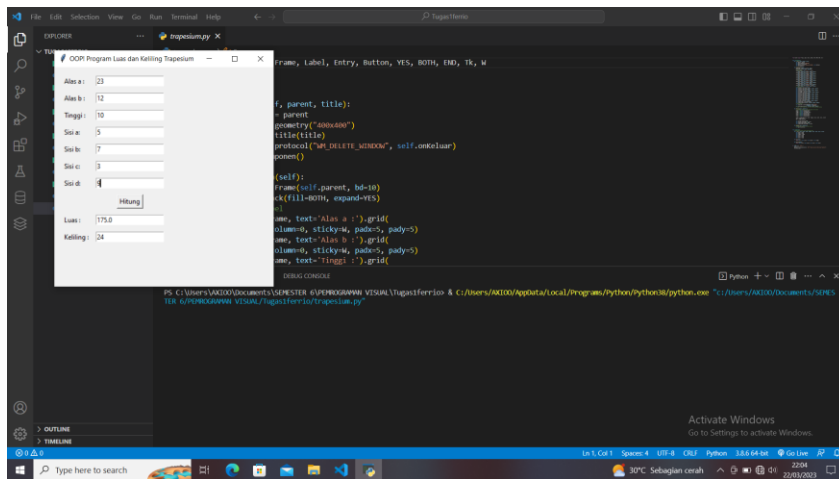 File Edit Selection View Go Run Terminal Help
Tugas1ferrio
EXPLORER
trapesium.py
OOP! Program Luas dan Keliling Trapesium
Alas a : 23
Alas b : 12
Tinggi : 10
Sisi a: 5
Sisi b: 7
Sisi c: 3
Sisi d: 9
Hitung
Luas : 175.0
Keliling : 24
Frame, Label, Entry, Button, YES, BOTH, END, Tk, W
f, parent, title):
= parent
geometry("400x400")
title(title)
protocol("WM_DELETE_WINDOW", self.onKeluar)
ponen()
(self):
Frame(self.parent, bd=10)
ck(fill=BOTH, expand=YES)
ame, text='Alas a :').grid(
olumn=0, sticky=W, padx=5, pady=5)
ame, text='Alas b :').grid(
olumn=0, sticky=W, padx=5, pady=5)
ame, text='Tinggi :').grid(
DEBUG CONSOLE
Python
PS C:\Users\AXIOO\Documents\SEMESTER 6\PEMROGRAMAN VISUAL\Tugas1ferrio> & C:/Users/AXIOO/AppData/Local/Programs/Python/Python38/python.exe "c:/Users/AXIOO/Documents/SEMES
TER 6/PEMROGRAMAN VISUAL/Tugas1ferrio/trapesium.py"
Activate Windows
Go to Settings to activate Windows.
OUTLINE
TIMELINE
0 0
Ln 1, Col 1 Spaces: 4 UTF-8 CRLF Python 3.8.6 64-bit Go Live
Type here to search
30°C Sebagian cerah
22:04
22/03/2023